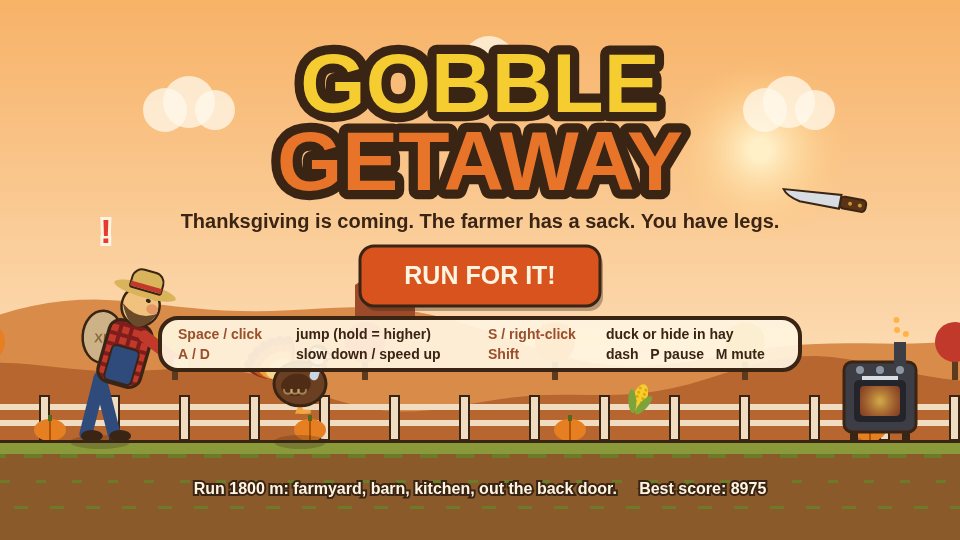 GOBBLE
GETAWAY
Thanksgiving is coming. The farmer has a sack. You have legs.
!
RUN FOR IT!
Space / click jump (hold = higher) S / right-click duck or hide in hay
A / D slow down / speed up Shift dash P pause M mute
Run 1800 m: farmyard, barn, kitchen, out the back door. Best score: 8975